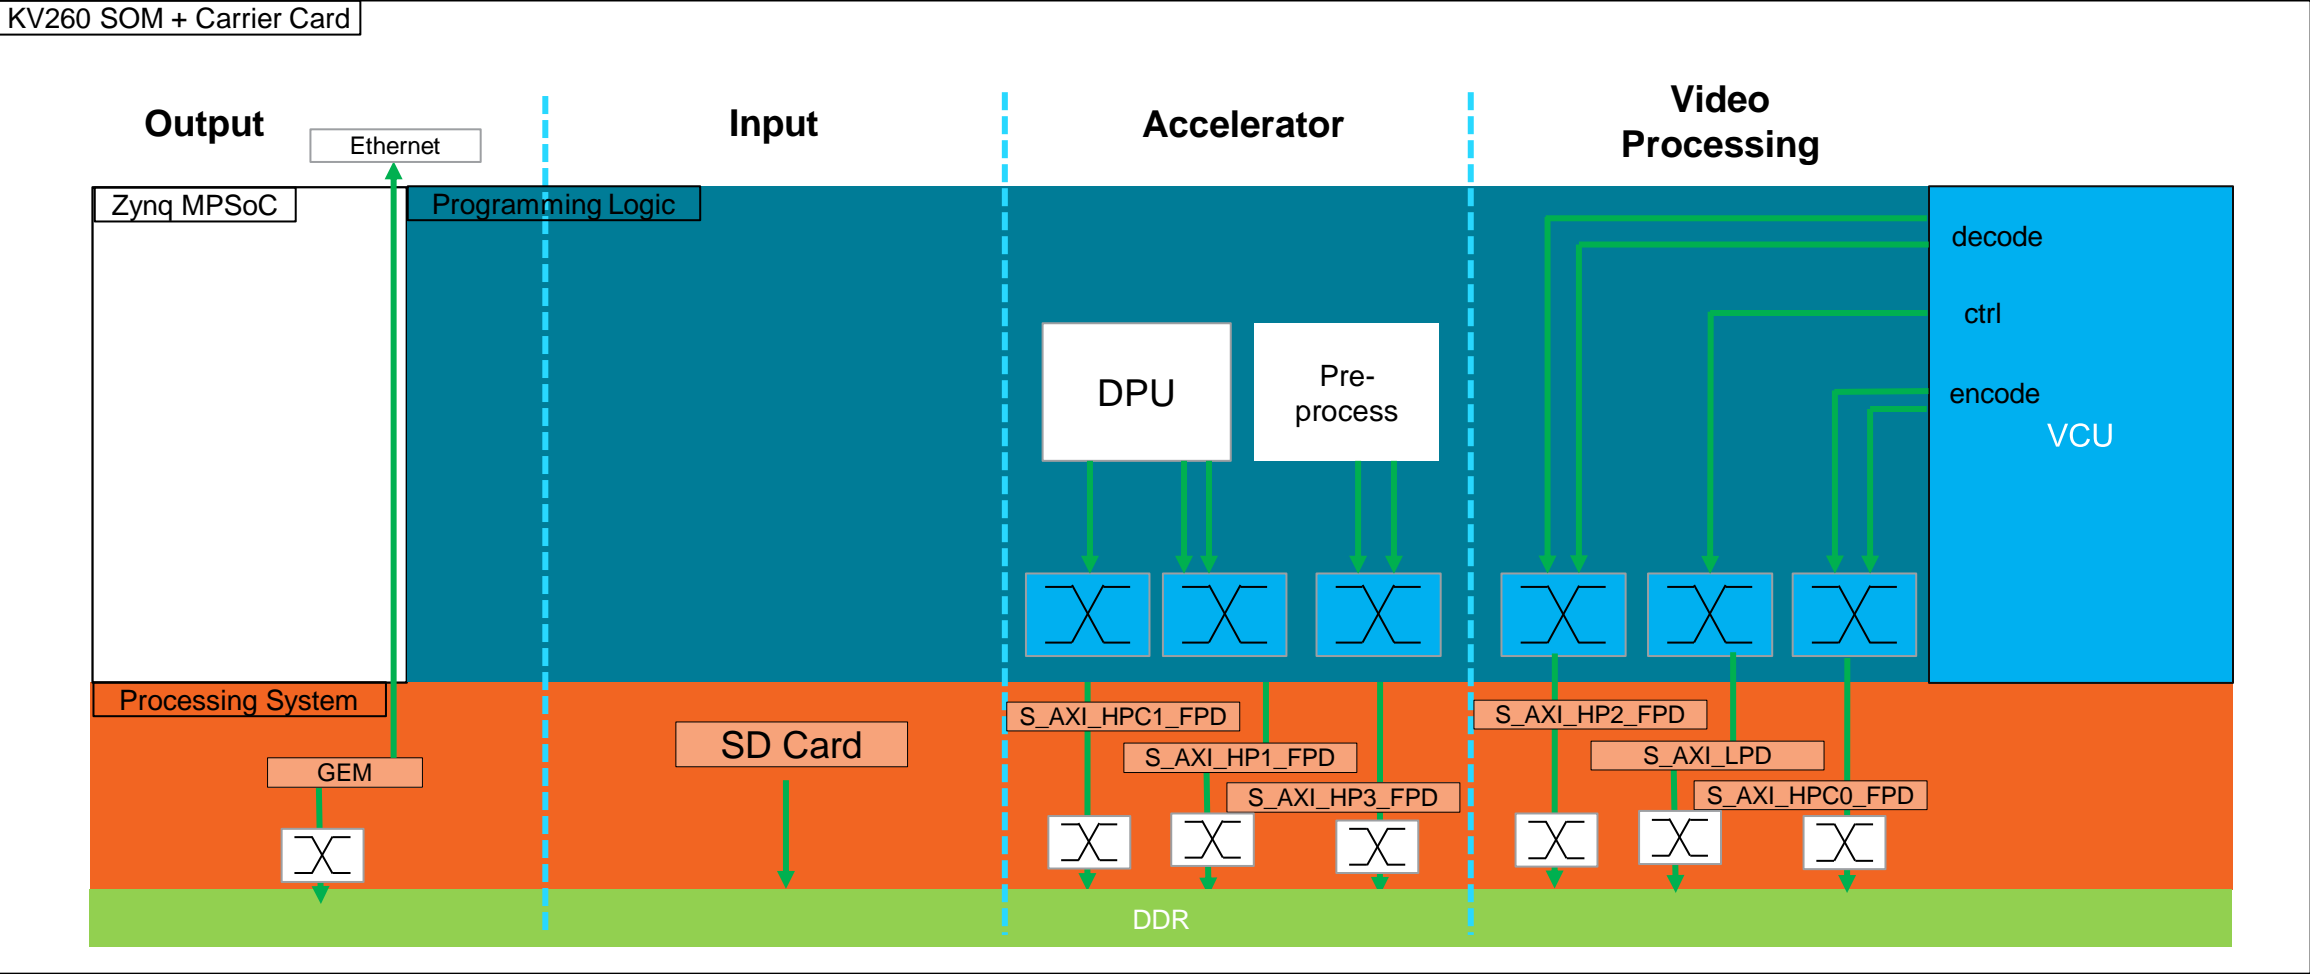 KV260 SOM + Carrier Card
Output
Input
Accelerator
Video
Processing
Ethernet
Zynq MPSoC
Programming Logic
decode
ctrl
encode
VCU
DPU
Pre-
process
Processing System
S_AXI_HPC1_FPD
S_AXI_HP2_FPD
SD Card
S_AXI_HP1_FPD
S_AXI_LPD
GEM
S_AXI_HP3_FPD
S_AXI_HPC0_FPD
DDR